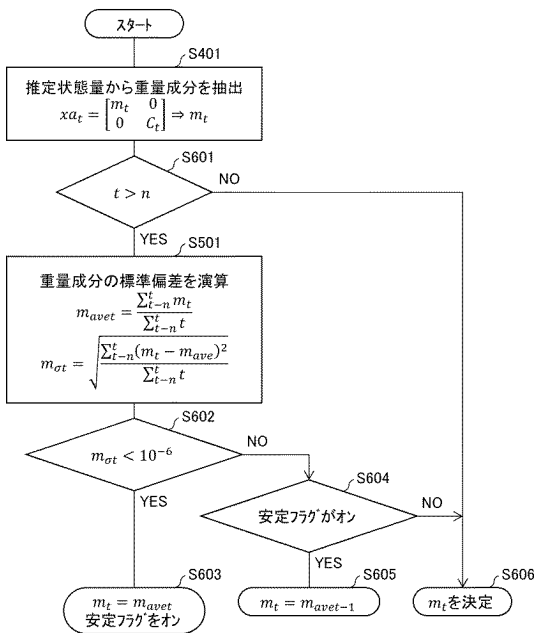 スタート
S401
推定状態量から重量成分を抽出
xa_t = [m_t 0 0 C_t] ⇒ m_t
S601
t > n
NO
YES
S501
重量成分の標準偏差を演算
m_avet = ∑_{t-n}^{t} m_t / ∑_{t-n}^{t} t
m_σt = √(∑_{t-n}^{t} (m_t − m_ave)^2 / ∑_{t-n}^{t} t)
S602
m_σt < 10^-6
NO
YES
S604
安定フラグがオン
NO
YES
S603
m_t = m_avet
安定フラグをオン
S605
m_t = m_avet−1
S606
m_tを決定